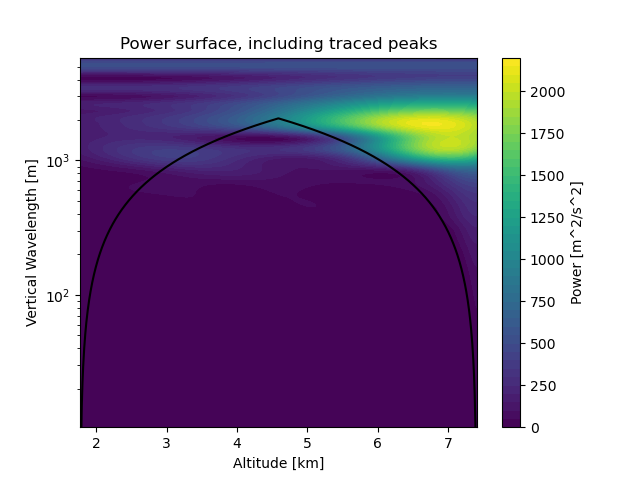 Power surface, including traced peaks
Vertical Wavelength [m]
10^3
10^2
2 3 4 5 6 7
Altitude [km]
2000
1750
1500
1250
1000
750
500
250
0
Power [m^2/s^2]